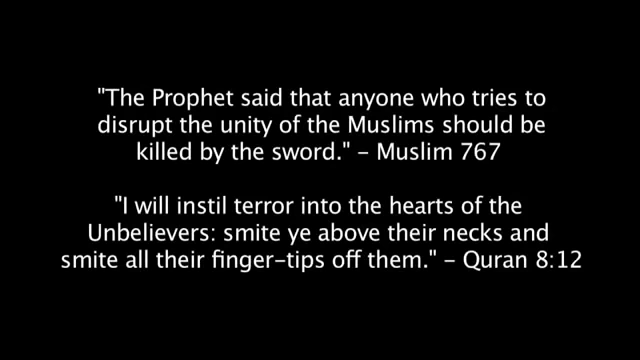 "The Prophet said that anyone who tries to
disrupt the unity of the Muslims should be
killed by the sword." – Muslim 767
"I will instil terror into the hearts of the
Unbelievers: smite ye above their necks and
smite all their finger-tips off them." – Quran 8:12